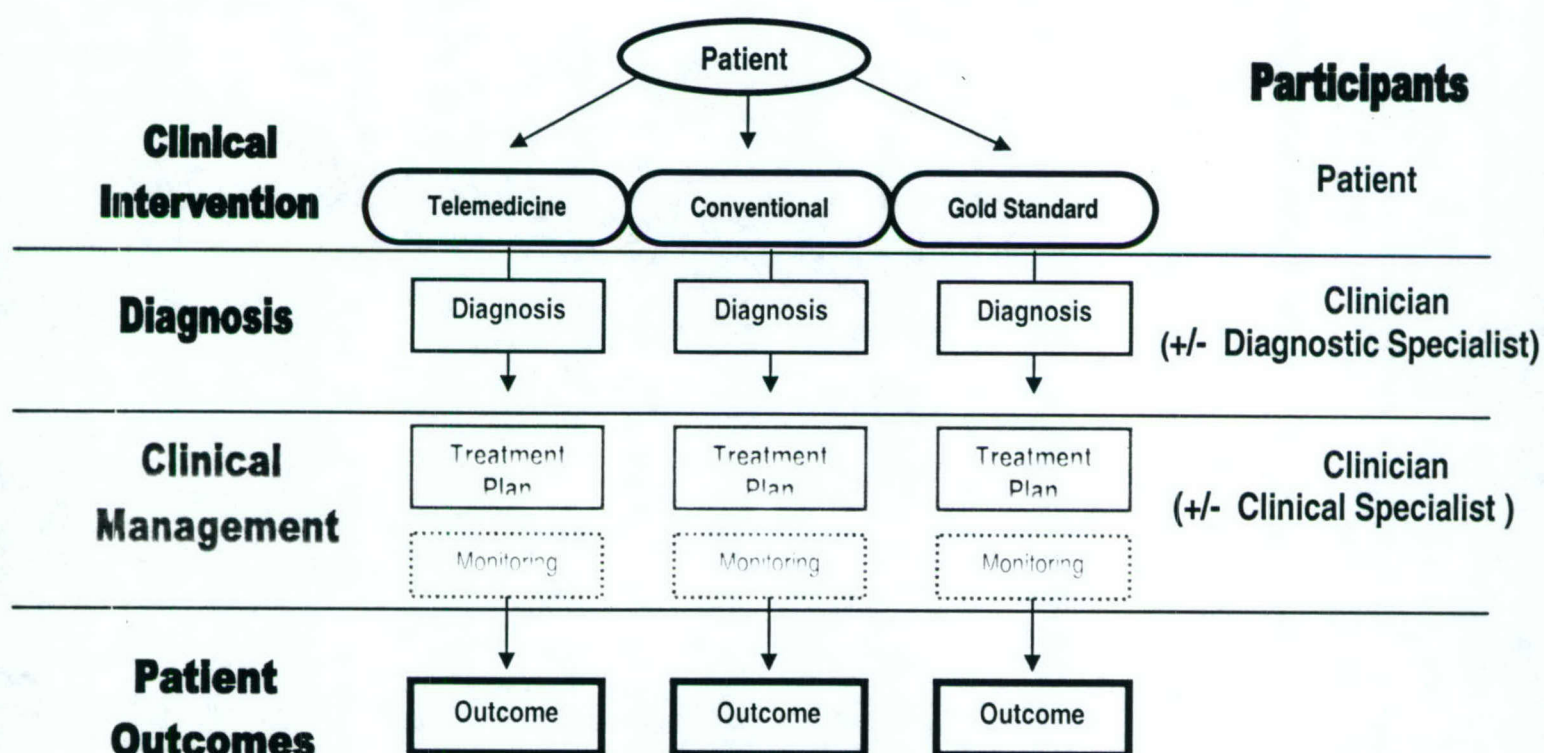 Patient
Participants
Clinical
Intervention
Patient
Telemedicine
Conventional
Gold Standard
Diagnosis
Diagnosis
Diagnosis
Diagnosis
Clinician
(+/- Diagnostic Specialist)
Clinical
Management
Treatment
Plan
Treatment
Plan
Treatment
Plan
Clinician
(+/- Clinical Specialist )
Monitoring
Monitoring
Monitoring
Patient
Outcomes
Outcome
Outcome
Outcome